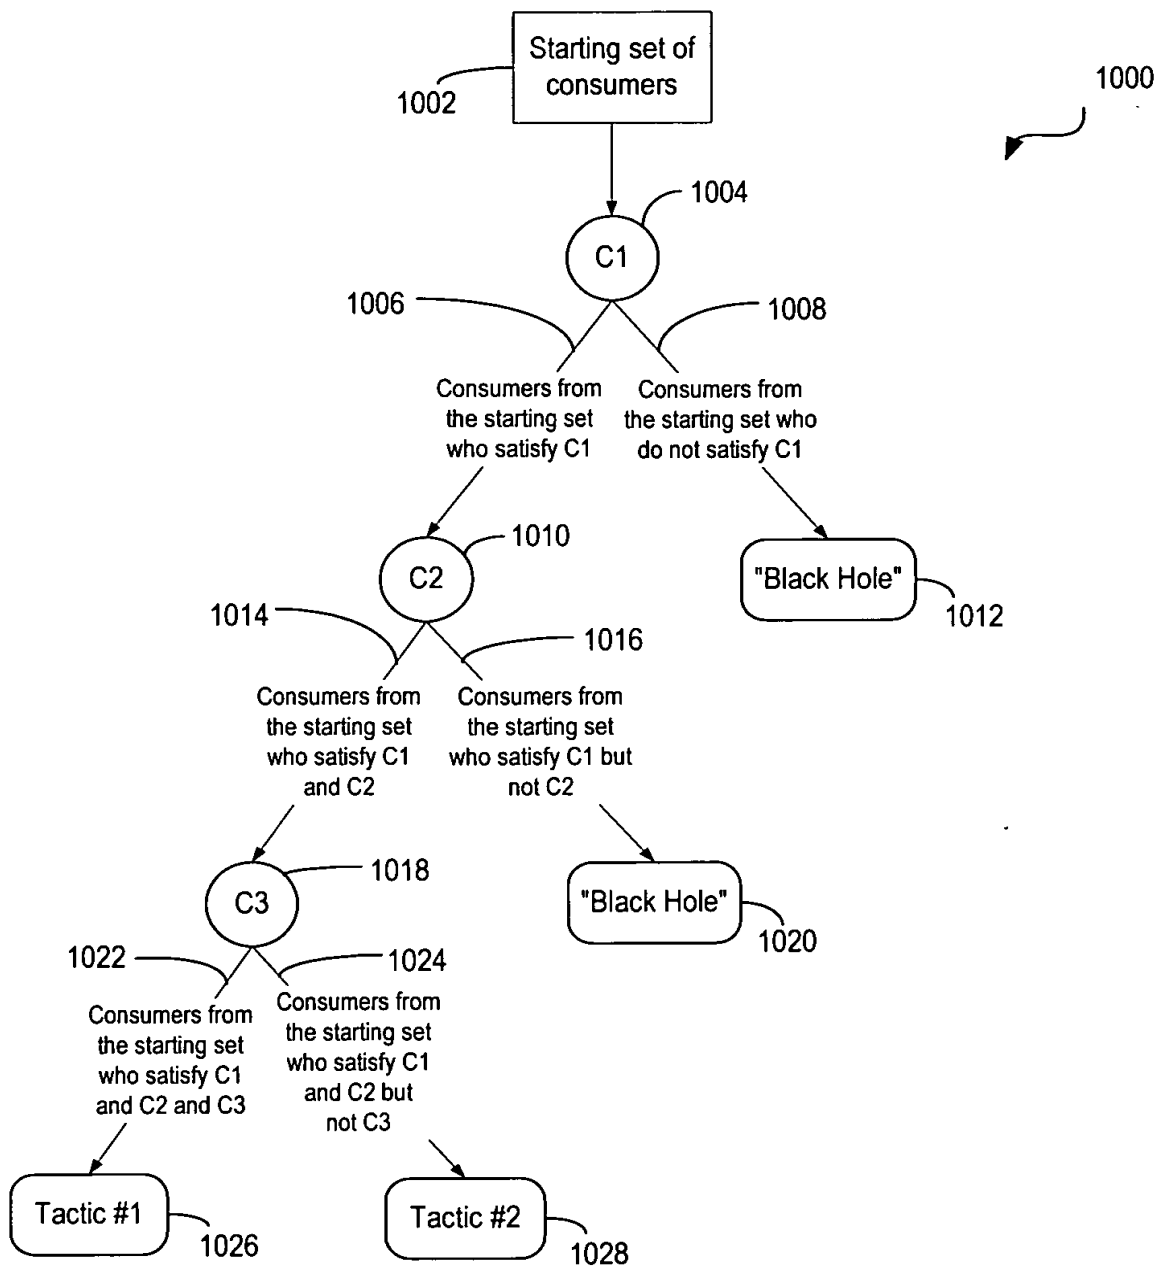 Starting set of
consumers
1002
1000
1004
C1
1006
1008
Consumers from
the starting set
who satisfy C1
Consumers from
the starting set who
do not satisfy C1
1010
C2
"Black Hole"
1012
1014
1016
Consumers from
the starting set
who satisfy C1
and C2
Consumers from
the starting set
who satisfy C1 but
not C2
1018
C3
"Black Hole"
1020
1022
1024
Consumers from
the starting set
who satisfy C1
and C2 and C3
Consumers from
the starting set
who satisfy C1
and C2 but
not C3
Tactic #1
1026
Tactic #2
1028